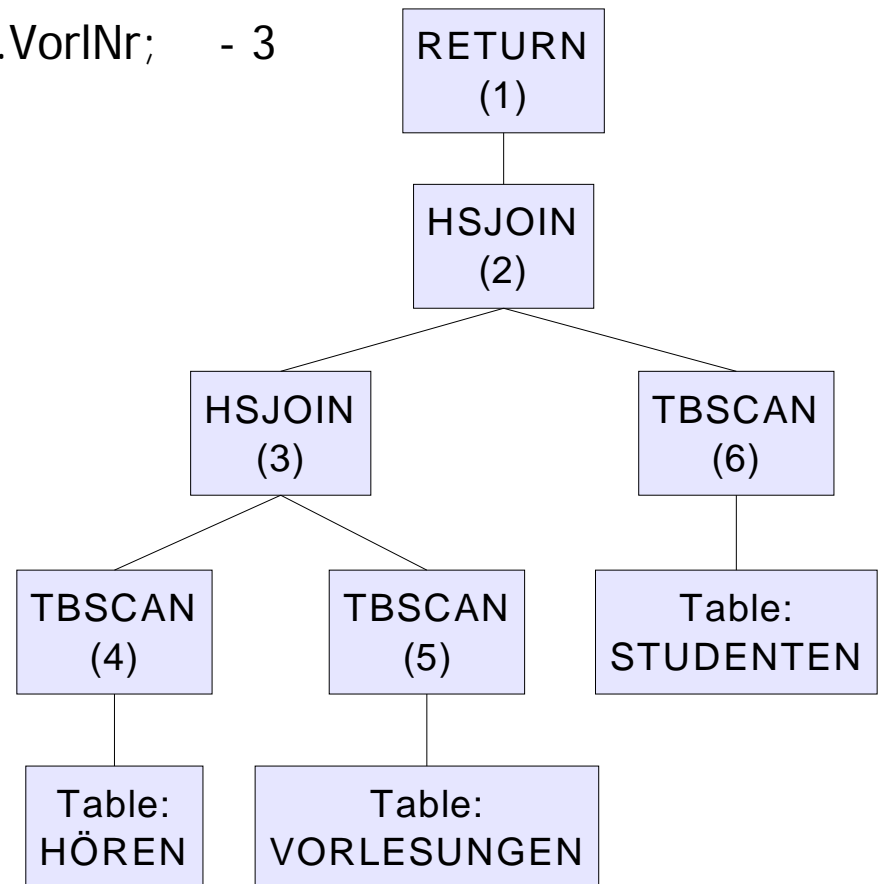 .VorlNr; - 3
RETURN
(1)
HSJOIN
(2)
HSJOIN
(3)
TBSCAN
(6)
TBSCAN
(4)
TBSCAN
(5)
Table:
STUDENTEN
Table:
HÖREN
Table:
VORLESUNGEN